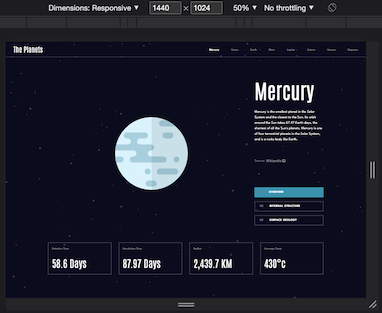 Dimensions: Responsive ▼ 1440 × 1024 50% ▼ No throttling ▼
The Planets Mercury Venus Earth Mars Jupiter Saturn Uranus Neptune
Mercury
Mercury is the smallest planet in the Solar
System and the closest to the Sun. Its orbit
around the Sun takes 87.97 Earth days, the
shortest of all the Sun's planets. Mercury is one
of four terrestrial planets in the Solar System,
and is a rocky body like Earth.
Source: Wikipedia
OVERVIEW
02 INTERNAL STRUCTURE
03 SURFACE GEOLOGY
Rotation Time
58.6 Days
Revolution Time
87.97 Days
Radius
2,439.7 KM
Average Temp.
430°c